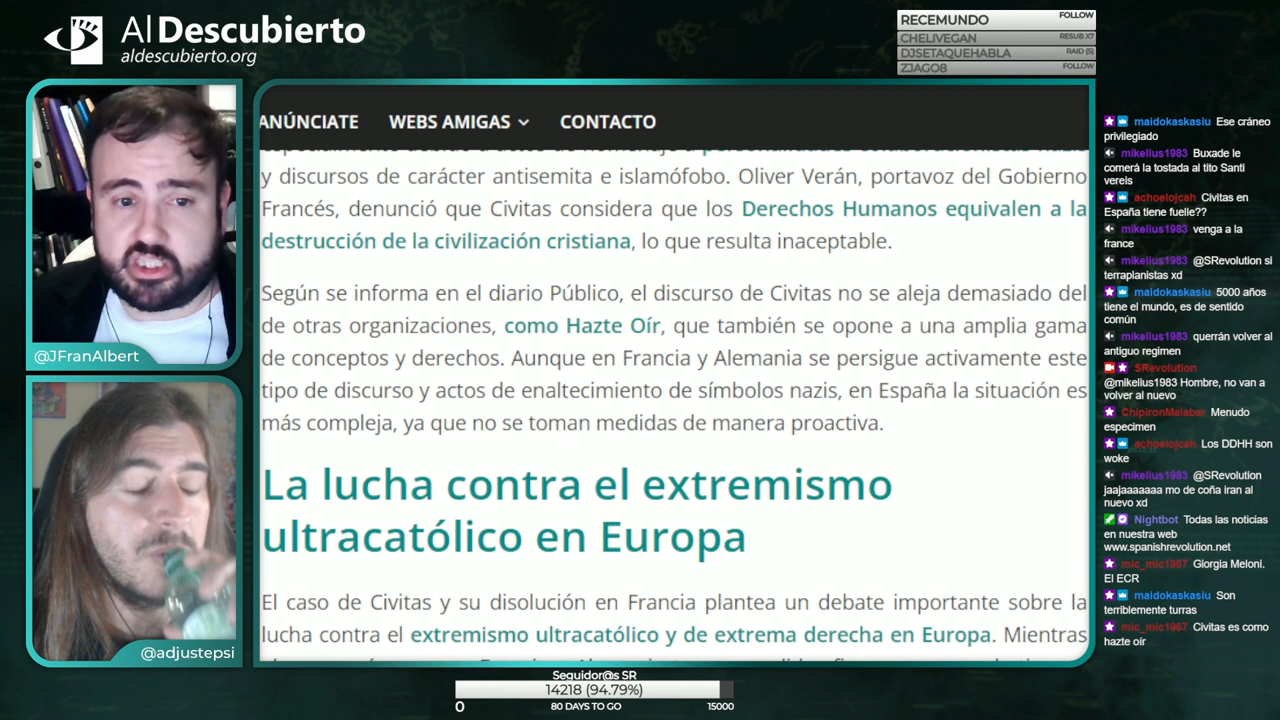 Al Descubierto
aldescubierto.org
RECEMUNDO FOLLOW
CHELIVEGAN RESUB X7
DJSETAQUEHABLA RAID (5)
ZJAGO8 FOLLOW
@JFranAlbert
@adjustepsi
ANÚNCIATE WEBS AMIGAS CONTACTO
y discursos de carácter antisemita e islamófobo. Oliver Verán, portavoz del Gobierno
Francés, denunció que Civitas considera que los Derechos Humanos equivalen a la
destrucción de la civilización cristiana, lo que resulta inaceptable.
Según se informa en el diario Público, el discurso de Civitas no se aleja demasiado del
de otras organizaciones, como Hazte Oír, que también se opone a una amplia gama
de conceptos y derechos. Aunque en Francia y Alemania se persigue activamente este
tipo de discurso y actos de enaltecimiento de símbolos nazis, en España la situación es
más compleja, ya que no se toman medidas de manera proactiva.
La lucha contra el extremismo
ultracatólico en Europa
El caso de Civitas y su disolución en Francia plantea un debate importante sobre la
lucha contra el extremismo ultracatólico y de extrema derecha en Europa. Mientras
maidokaskasiu Ese cráneo
privilegiado
mikelius1983 Buxade le
comerá la tostada al tito Santi
vereis
achoelojcah Civitas en
España tiene fuelle??
mikelius1983 venga a la
france
mikelius1983 @SRevolution si
terraplanistas xd
maidokaskasiu 5000 años
tiene el mundo, es de sentido
común
mikelius1983 querrán volver al
antiguo regimen
SRevolution
@mikelius1983 Hombre, no van a
volver al nuevo
ChipironMalabar Menudo
especimen
achoelojcah Los DDHH son
woke
mikelius1983 @SRevolution
jaajaaaaaaa mo de coña iran al
nuevo xd
Nightbot Todas las noticias
en nuestra web
www.spanishrevolution.net
mic_mic1967 Giorgia Meloni.
El ECR
maidokaskasiu Son
terriblemente turras
mic_mic1967 Civitas es como
hazte oír
Seguidor@s SR
14218 (94.79%)
0 80 DAYS TO GO 15000